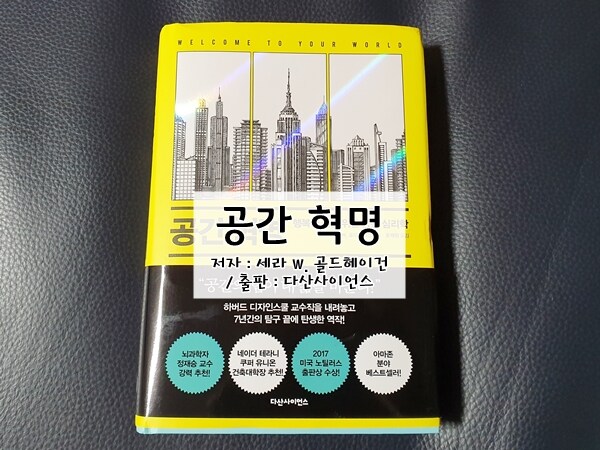 WELCOME TO YOUR WORLD
공간 혁명
저자 : 세라 W. 골드헤이건
/ 출판 : 다산사이언스
하버드 디자인스쿨 교수직을 내려놓고
7년간의 탐구 끝에 탄생한 역작!
뇌과학자
장재승 교수
강력 추천!
네이더 테라니
쿠퍼 유니온
건축대학장 추천!
2017
미국 노틸러스
출판상 수상!
아마존
분야
베스트셀러!
다산사이언스